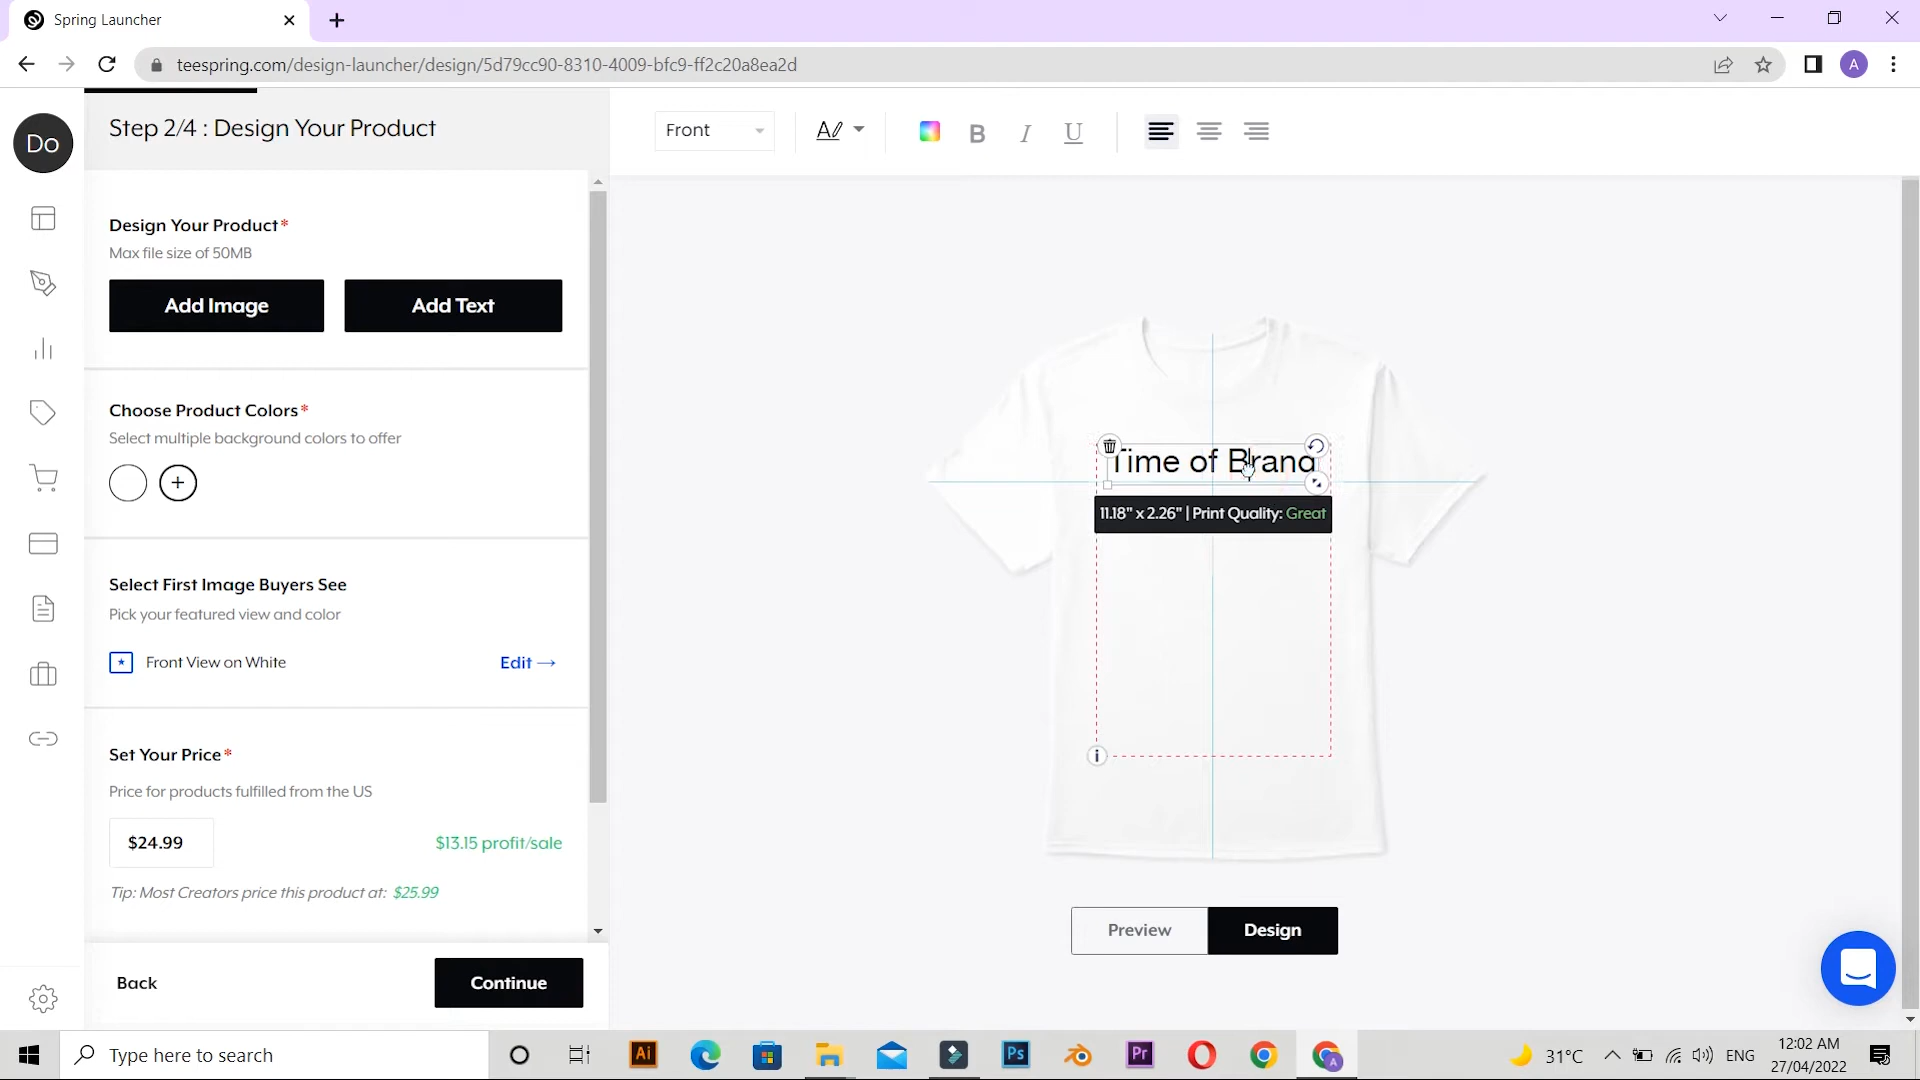 Spring Launcher
teespring.com/design-launcher/design/5d79cc90-8310-4009-bfc9-ff2c20a8ea2d
A
Do
Step 2/4 : Design Your Product
Front
B I U
Design Your Product*
Max file size of 50MB
Add Image
Add Text
Choose Product Colors*
Select multiple background colors to offer
Time of Brand
11.18" x 2.26" | Print Quality: Great
Select First Image Buyers See
Pick your featured view and color
Front View on White
Edit →
Set Your Price*
Price for products fulfilled from the US
$24.99
$13.15 profit/sale
Tip: Most Creators price this product at: $25.99
Preview
Design
Back
Continue
Type here to search
Ai
Ps
Pr
A
31°C
ENG
12:02 AM
27/04/2022